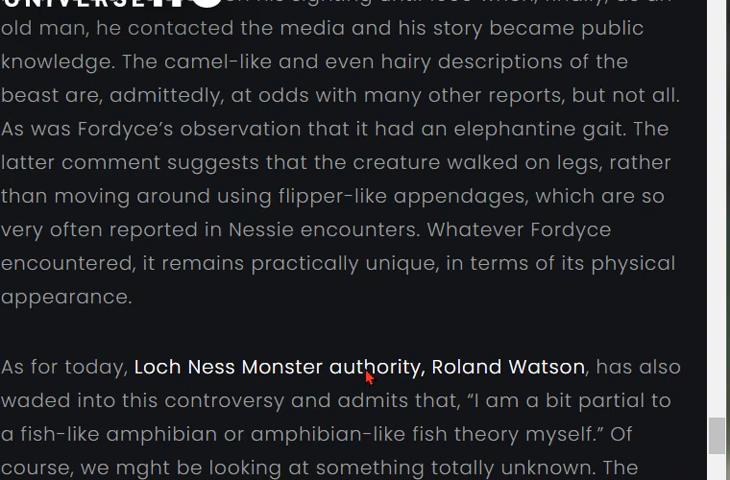 UNIVERSE
old man, he contacted the media and his story became public
knowledge. The camel-like and even hairy descriptions of the
beast are, admittedly, at odds with many other reports, but not all.
As was Fordyce’s observation that it had an elephantine gait. The
latter comment suggests that the creature walked on legs, rather
than moving around using flipper-like appendages, which are so
very often reported in Nessie encounters. Whatever Fordyce
encountered, it remains practically unique, in terms of its physical
appearance.
As for today, Loch Ness Monster authority, Roland Watson, has also
waded into this controversy and admits that, “I am a bit partial to
a fish-like amphibian or amphibian-like fish theory myself.” Of
course, we mght be looking at something totally unknown. The